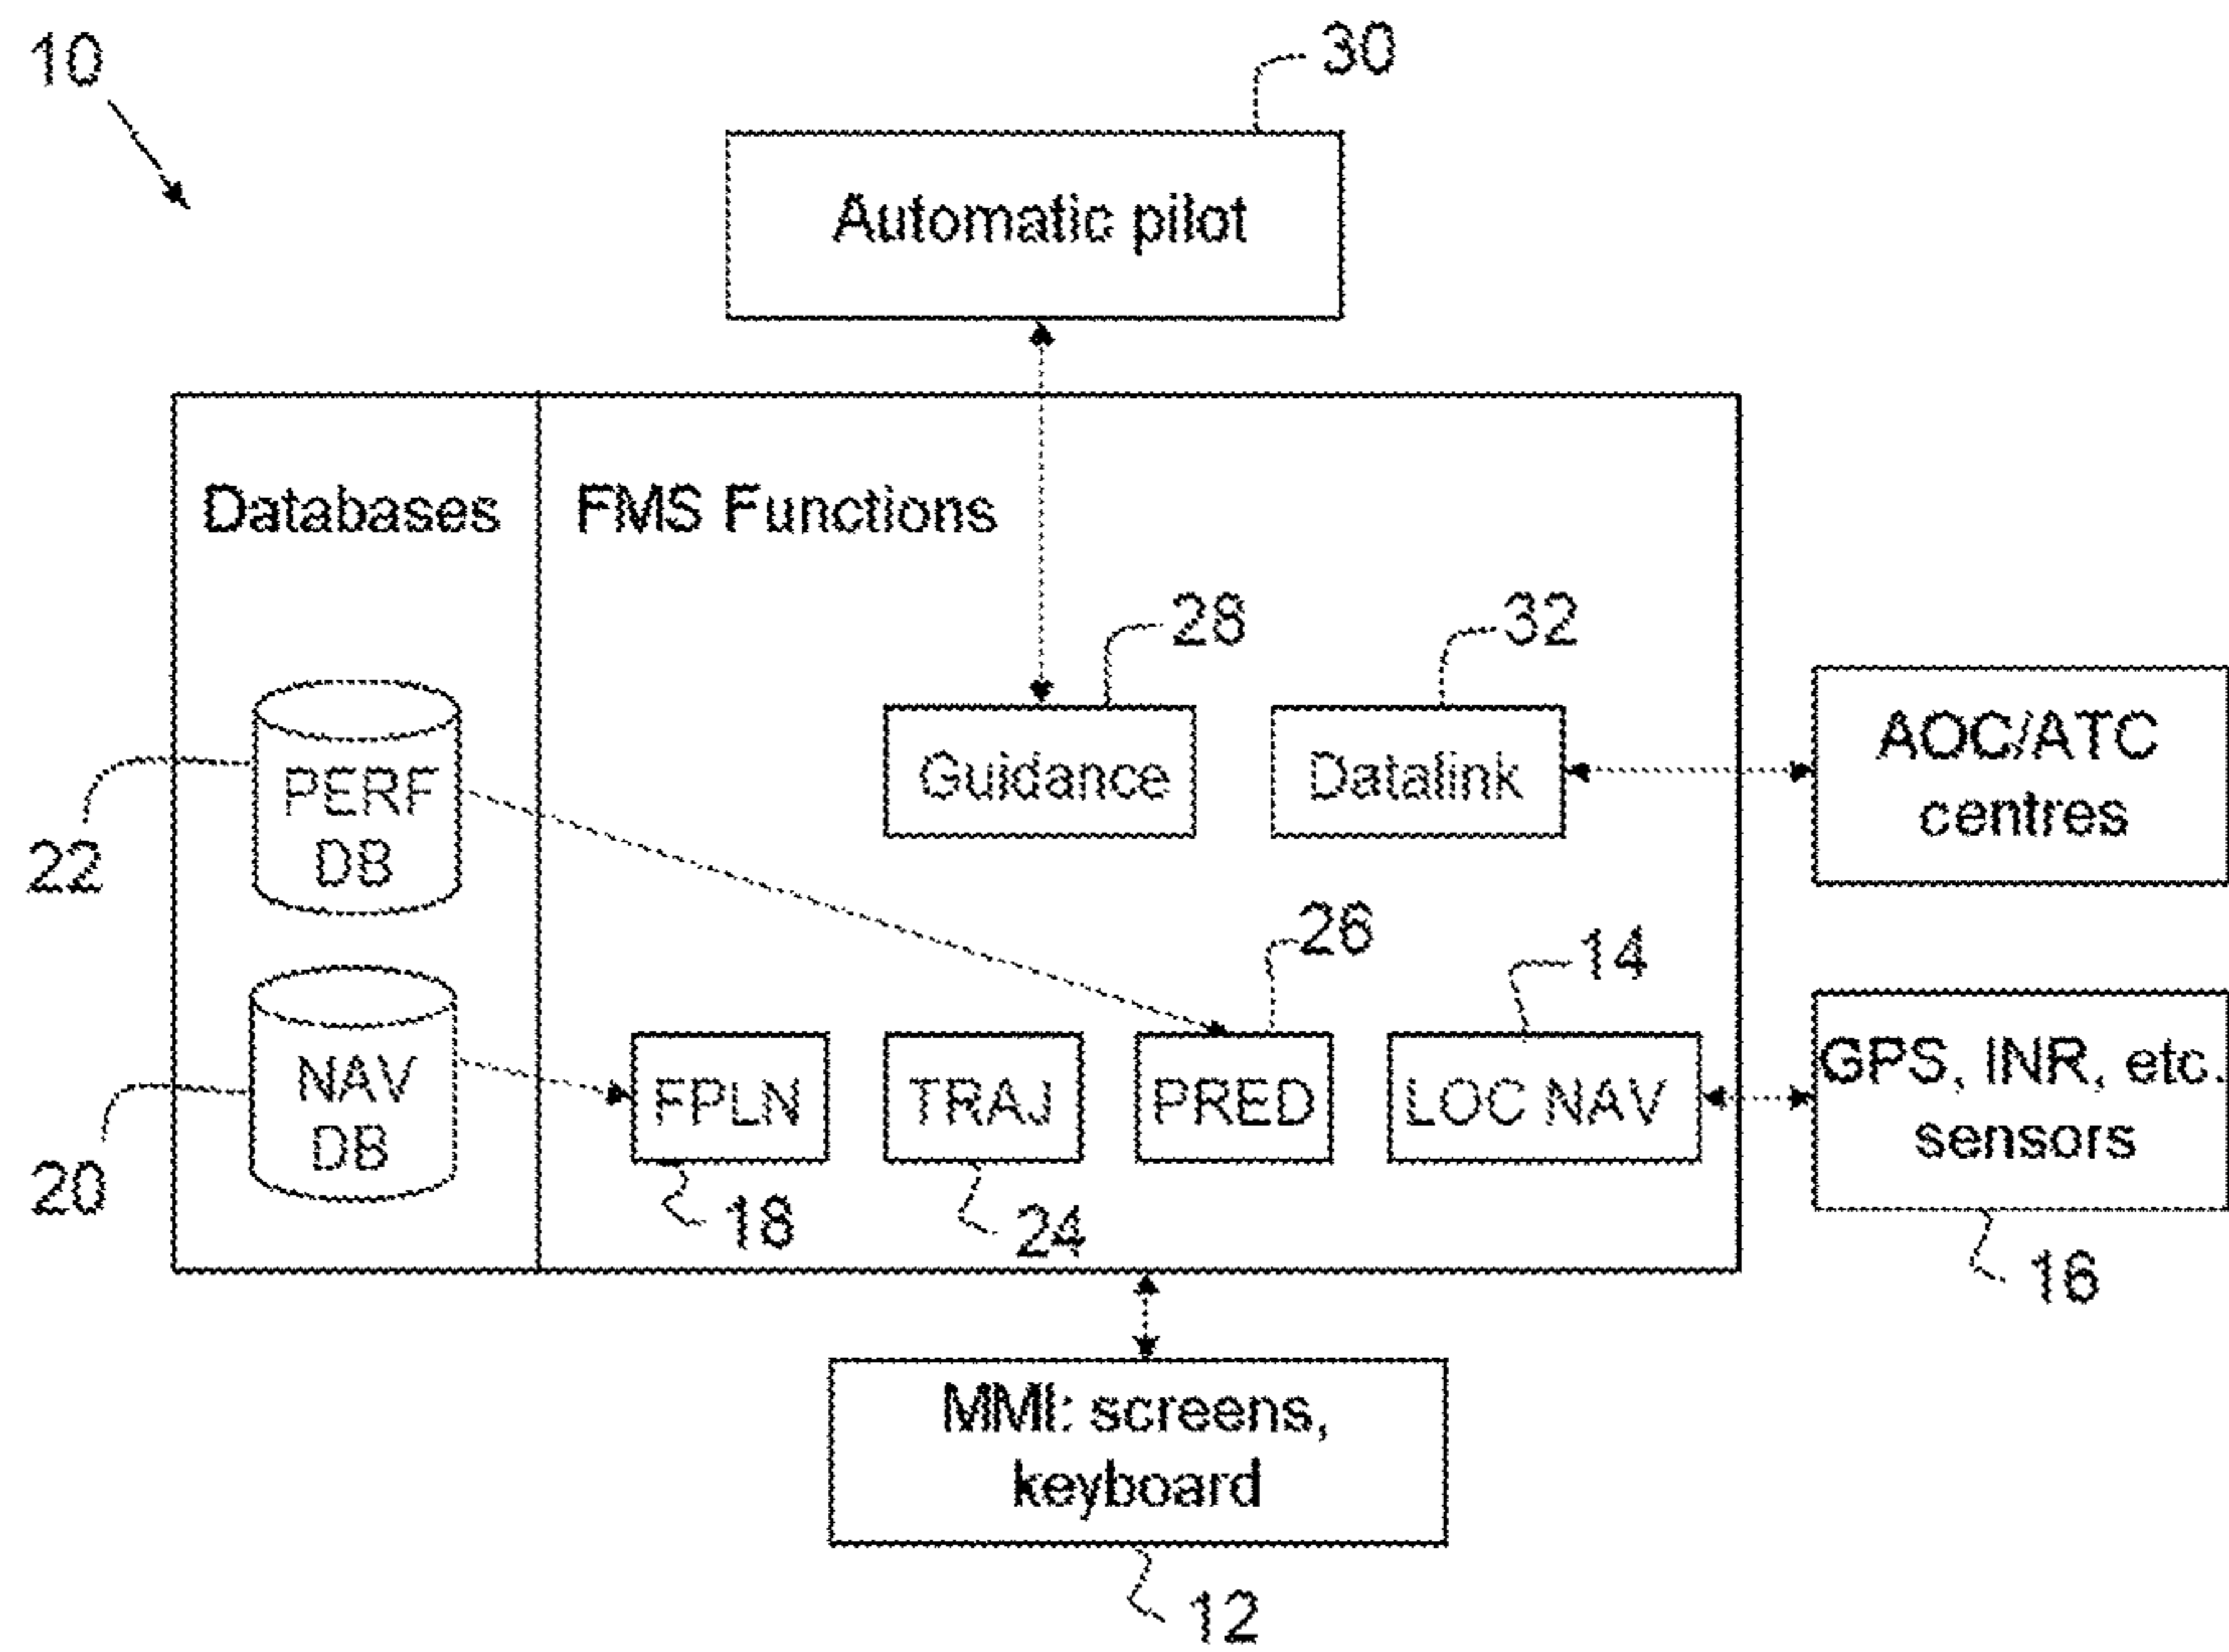 10
30
Automatic pilot
Databases
FMS Functions
28
32
Guidance
Datalink
AOC/ATC
centres
PERF
DB
22
26
14
NAV
DB
20
FPLN
TRAJ
PRED
LOC NAV
GPS, INR, etc.
sensors
18
24
16
MMI: screens,
keyboard
12